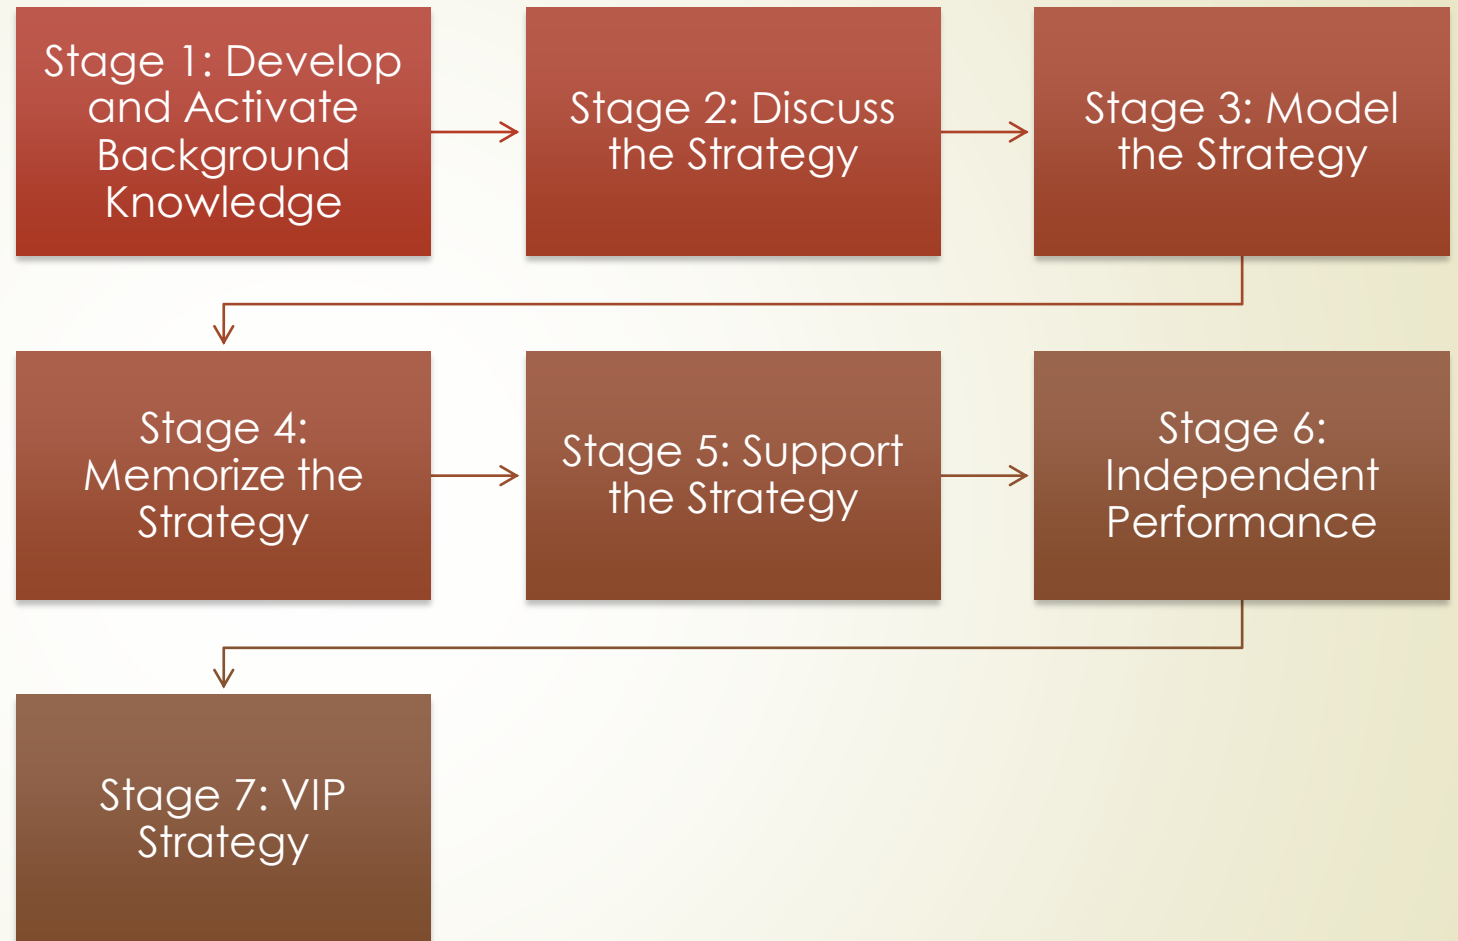 Stage 1: Develop
and Activate
Background
Knowledge
Stage 2: Discuss
the Strategy
Stage 3: Model
the Strategy
Stage 4:
Memorize the
Strategy
Stage 5: Support
the Strategy
Stage 6:
Independent
Performance
Stage 7: VIP
Strategy